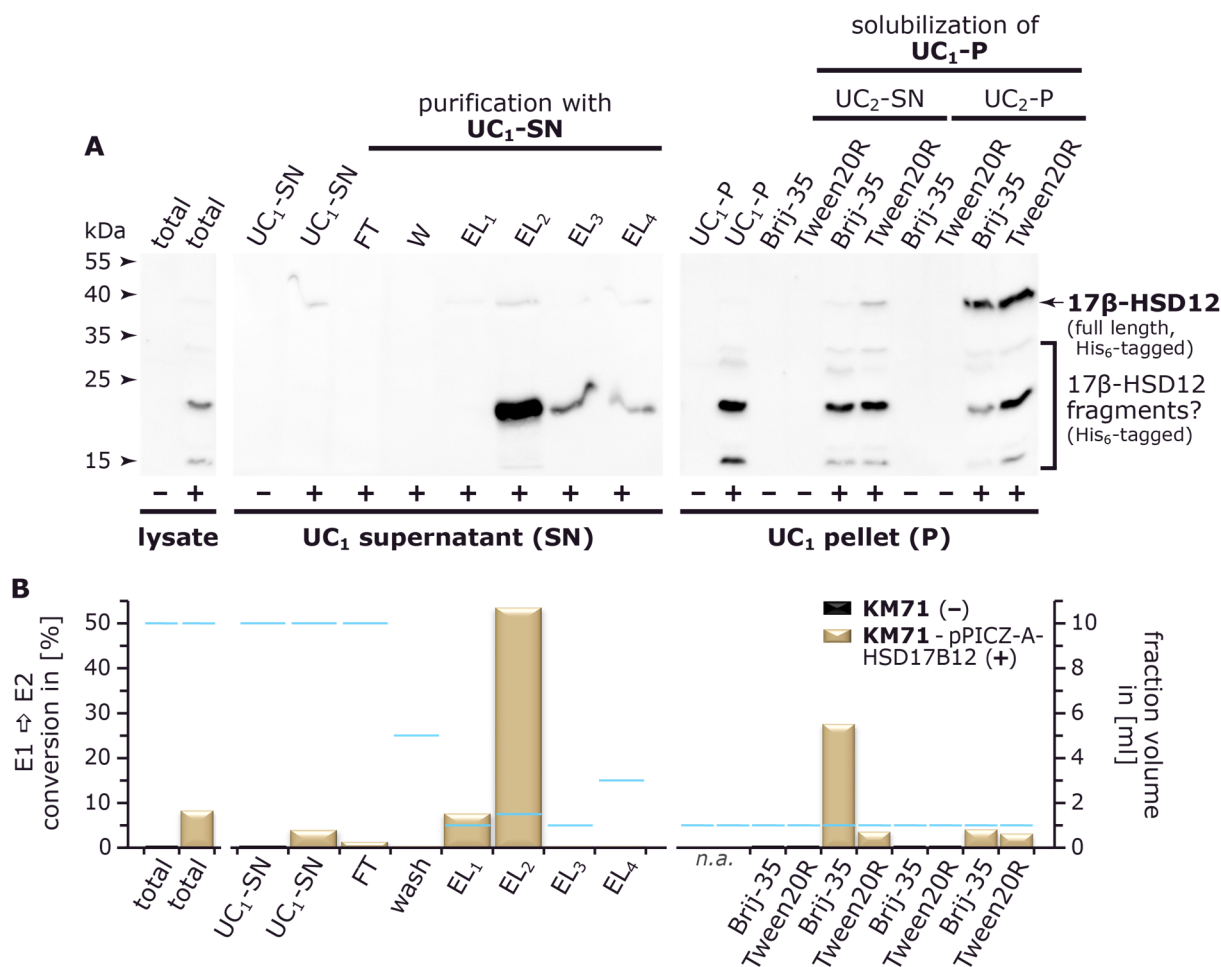 solubilization of
UC₁-P
UC₂-SN
UC₂-P
purification with
UC₁-SN
A
kDa
total
total
UC₁-SN
UC₁-SN
FT
W
EL₁
EL₂
EL₃
EL₄
UC₁-P
UC₁-P
Brij-35
Tween20R
Brij-35
Tween20R
Brij-35
Tween20R
Brij-35
Tween20R
55
40
35
25
15
17β-HSD12
(full length,
His₆-tagged)
17β-HSD12
fragments?
(His₆-tagged)
– + – + + + + + + + – + – – + + – – + +
lysate
UC₁ supernatant (SN)
UC₁ pellet (P)
B
E1 ⇨ E2
conversion in [%]
50
40
30
20
10
0
KM71 (–)
KM71 - pPICZ-A-
HSD17B12 (+)
10
8
6
4
2
0
fraction volume
in [ml]
n.a.
total
total
UC₁-SN
UC₁-SN
FT
wash
EL₁
EL₂
EL₃
EL₄
Brij-35
Tween20R
Brij-35
Tween20R
Brij-35
Tween20R
Brij-35
Tween20R